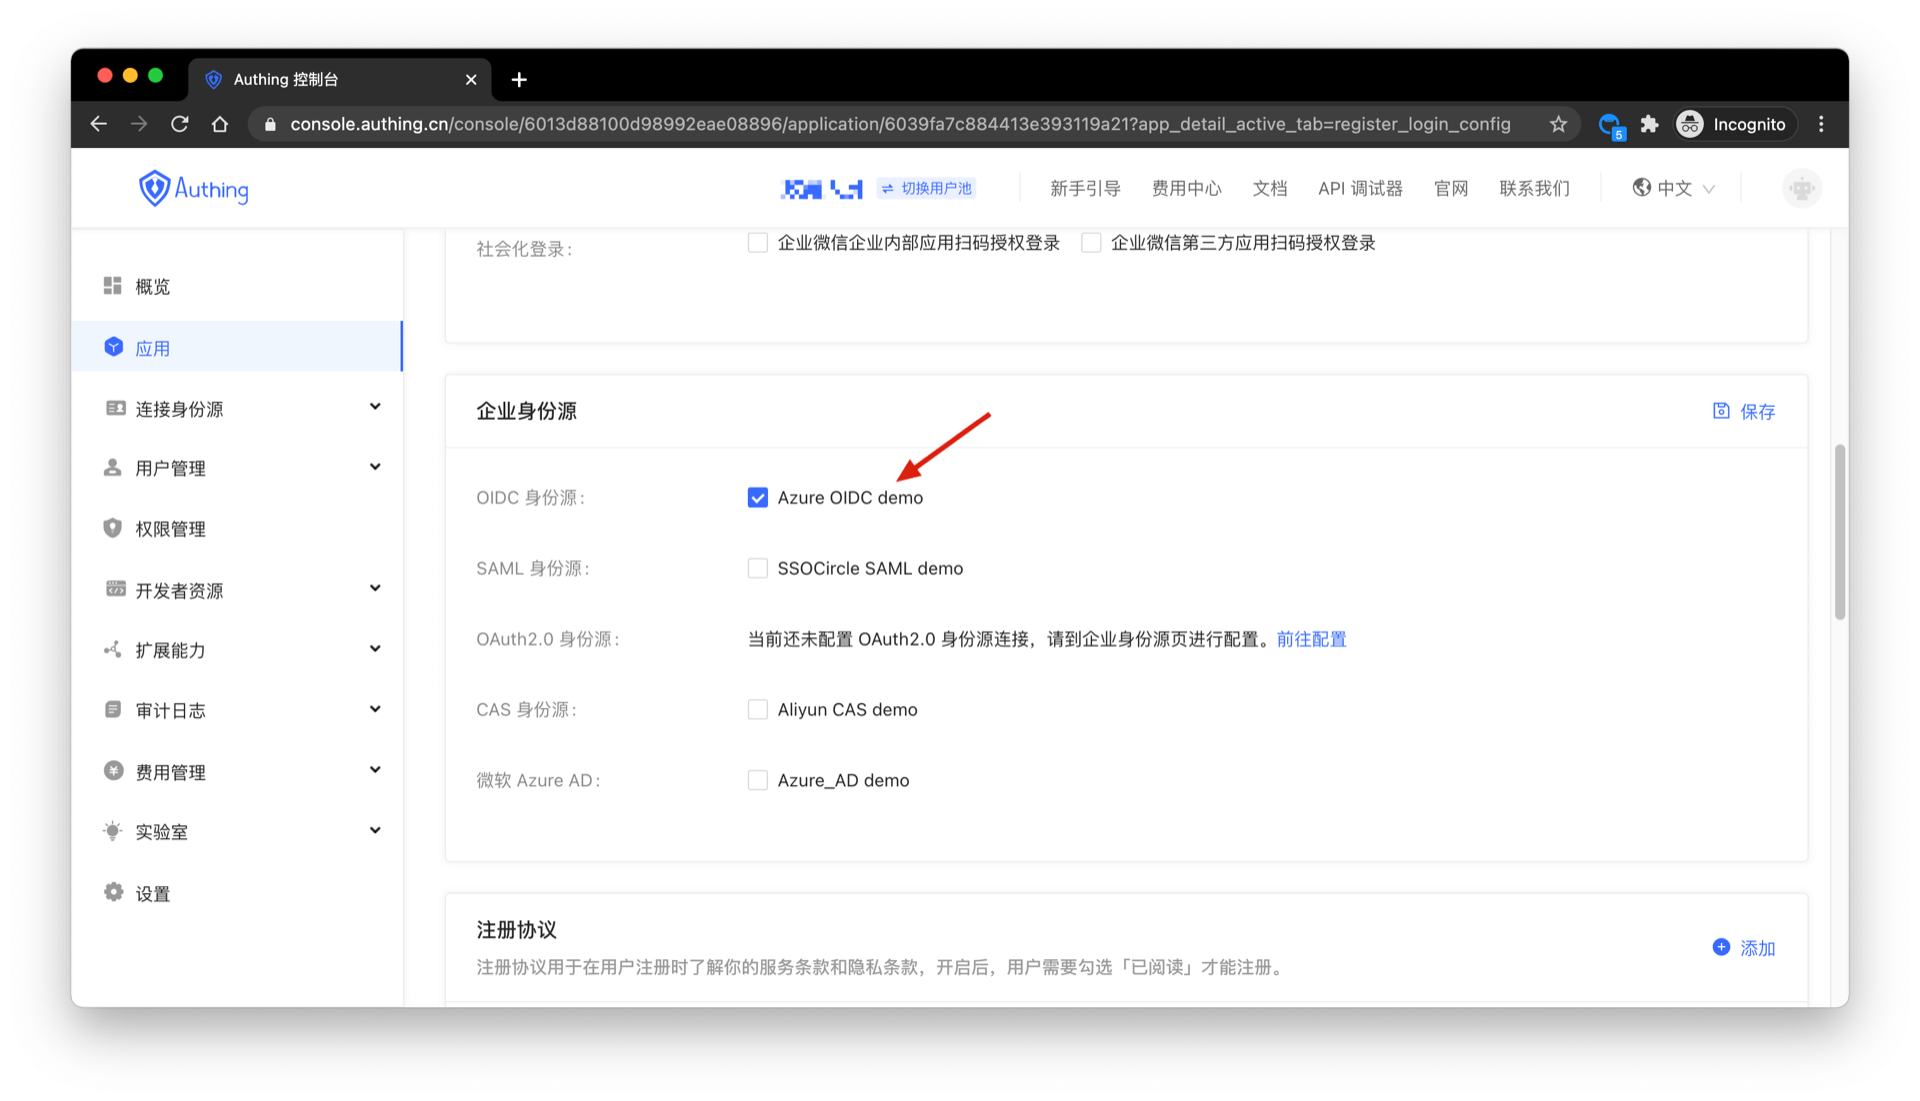 Authing 控制台
console.authing.cn/console/6013d88100d98992eae08896/application/6039fa7c884413e393119a21?app_detail_active_tab=register_login_config
5
Incognito
Authing
切换用户池
新手引导
费用中心
文档
API 调试器
官网
联系我们
中文
概览
应用
连接身份源
用户管理
权限管理
开发者资源
扩展能力
审计日志
费用管理
实验室
设置
社会化登录:
企业微信企业内部应用扫码授权登录
企业微信第三方应用扫码授权登录
企业身份源
保存
OIDC 身份源:
Azure OIDC demo
SAML 身份源:
SSOCircle SAML demo
OAuth2.0 身份源:
当前还未配置 OAuth2.0 身份源连接，请到企业身份源页进行配置。前往配置
CAS 身份源:
Aliyun CAS demo
微软 Azure AD:
Azure_AD demo
注册协议
注册协议用于在用户注册时了解你的服务条款和隐私条款，开启后，用户需要勾选「已阅读」才能注册。
添加